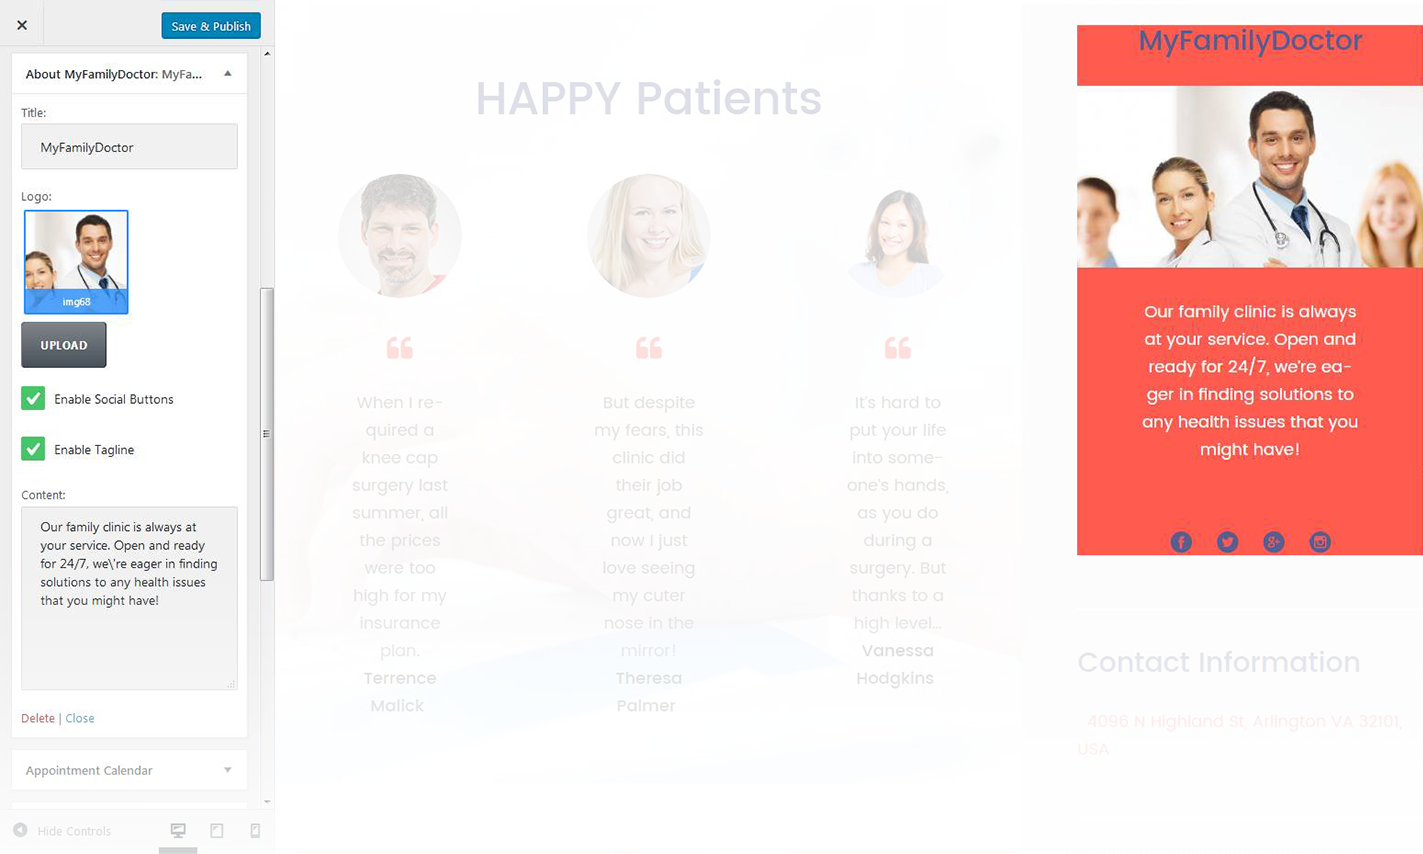 Save & Publish
About MyFamilyDoctor: MyFa...
Title:
MyFamilyDoctor
Logo:
img68
UPLOAD
Enable Social Buttons
Enable Tagline
Content:
Our family clinic is always at
your service. Open and ready
for 24/7, we\'re eager in finding
solutions to any health issues
that you might have!
Delete | Close
Appointment Calendar
Hide Controls
HAPPY Patients
When I re-
quired a
knee cap
surgery last
summer, all
the prices
were too
high for my
insurance
plan.
Terrence
Malick
But despite
my fears, this
clinic did
their job
great, and
now I just
love seeing
my cuter
nose in the
mirror!
Theresa
Palmer
It's hard to
put your life
into some-
one's hands,
as you do
during a
surgery. But
thanks to a
high level...
Vanessa
Hodgkins
MyFamilyDoctor
Our family clinic is always
at your service. Open and
ready for 24/7, we're ea-
ger in finding solutions to
any health issues that you
might have!
Contact Information
4096 N Highland St, Arlington VA 32101,
USA